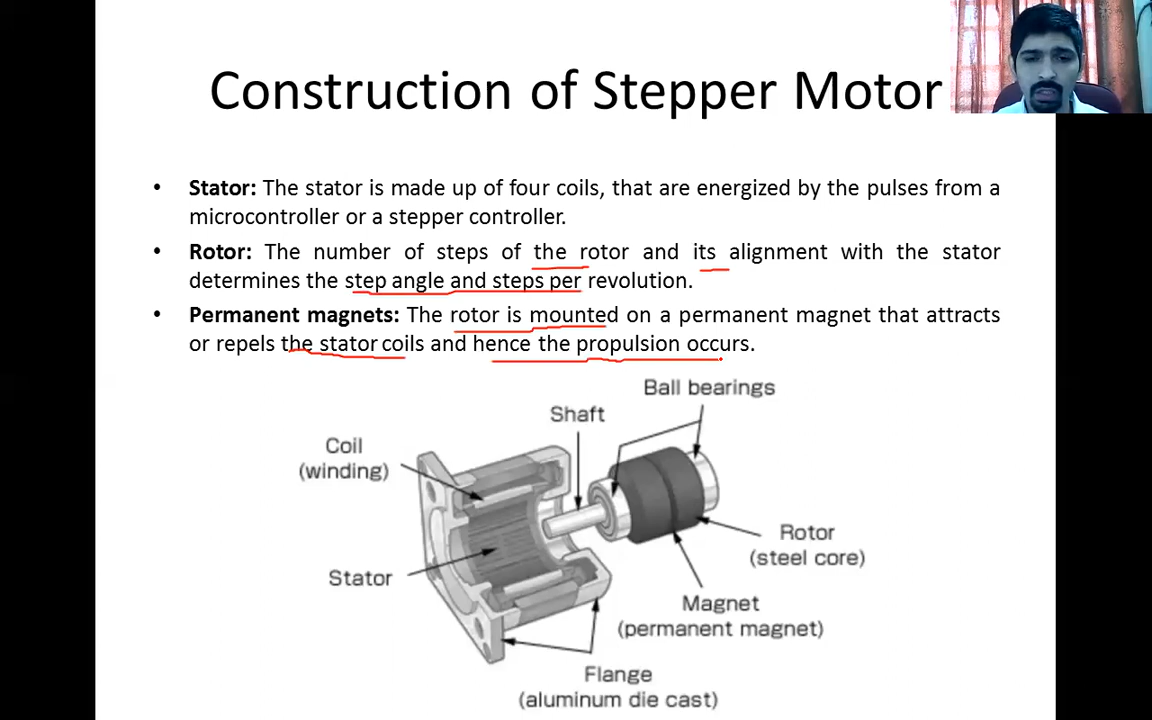 Construction of Stepper Motor
• Stator: The stator is made up of four coils, that are energized by the pulses from a
microcontroller or a stepper controller.
• Rotor: The number of steps of the rotor and its alignment with the stator
determines the step angle and steps per revolution.
• Permanent magnets: The rotor is mounted on a permanent magnet that attracts
or repels the stator coils and hence the propulsion occurs.
Ball bearings
Shaft
Coil
(winding)
Rotor
(steel core)
Stator
Magnet
(permanent magnet)
Flange
(aluminum die cast)